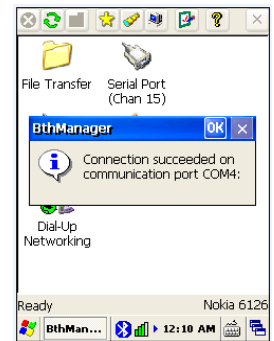 File Transfer
Serial Port
(Chan 15)
BthManager
OK
Connection succeeded on
communication port COM4:
Dial-Up
Networking
Ready
Nokia 6126
BthMan...
12:10 AM